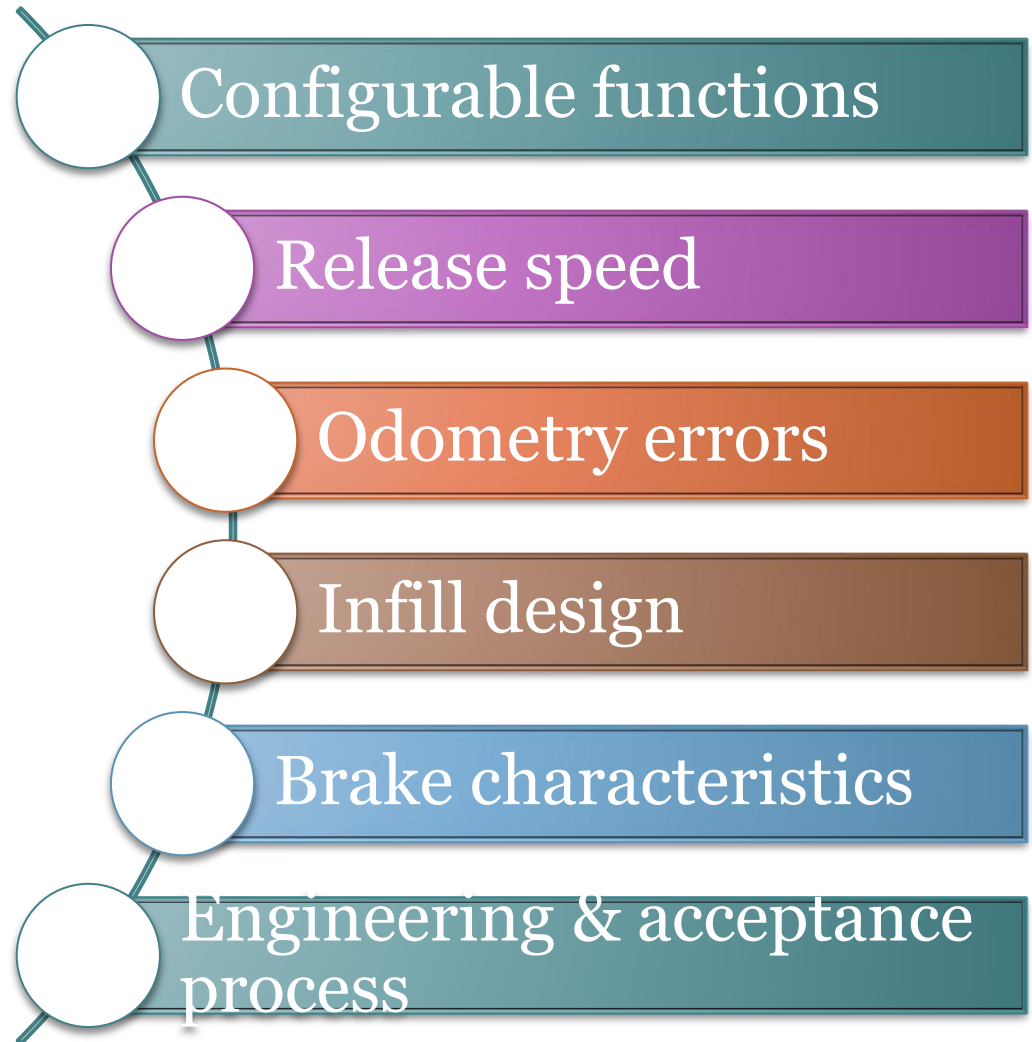 Configurable functions
Release speed
Odometry errors
Infill design
Brake characteristics
Engineering & acceptance
process